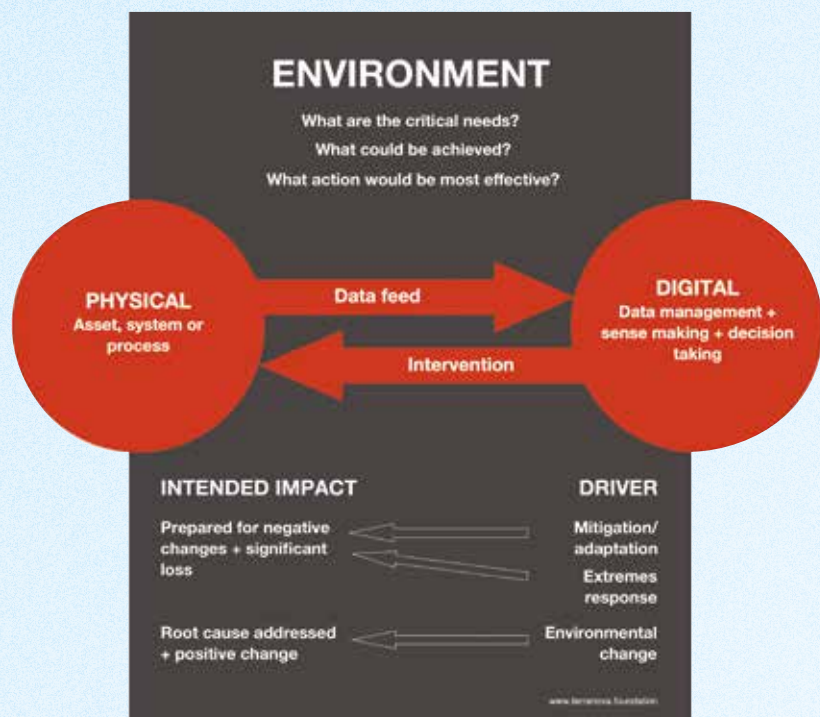 ENVIRONMENT
What are the critical needs?
What could be achieved?
What action would be most effective?
PHYSICAL
Asset, system or
process
Data feed
Intervention
DIGITAL
Data management +
sense making + decision
taking
INTENDED IMPACT
Prepared for negative
changes + significant
loss
Root cause addressed
+ positive change
DRIVER
Mitigation/
adaptation
Extremes
response
Environmental
change